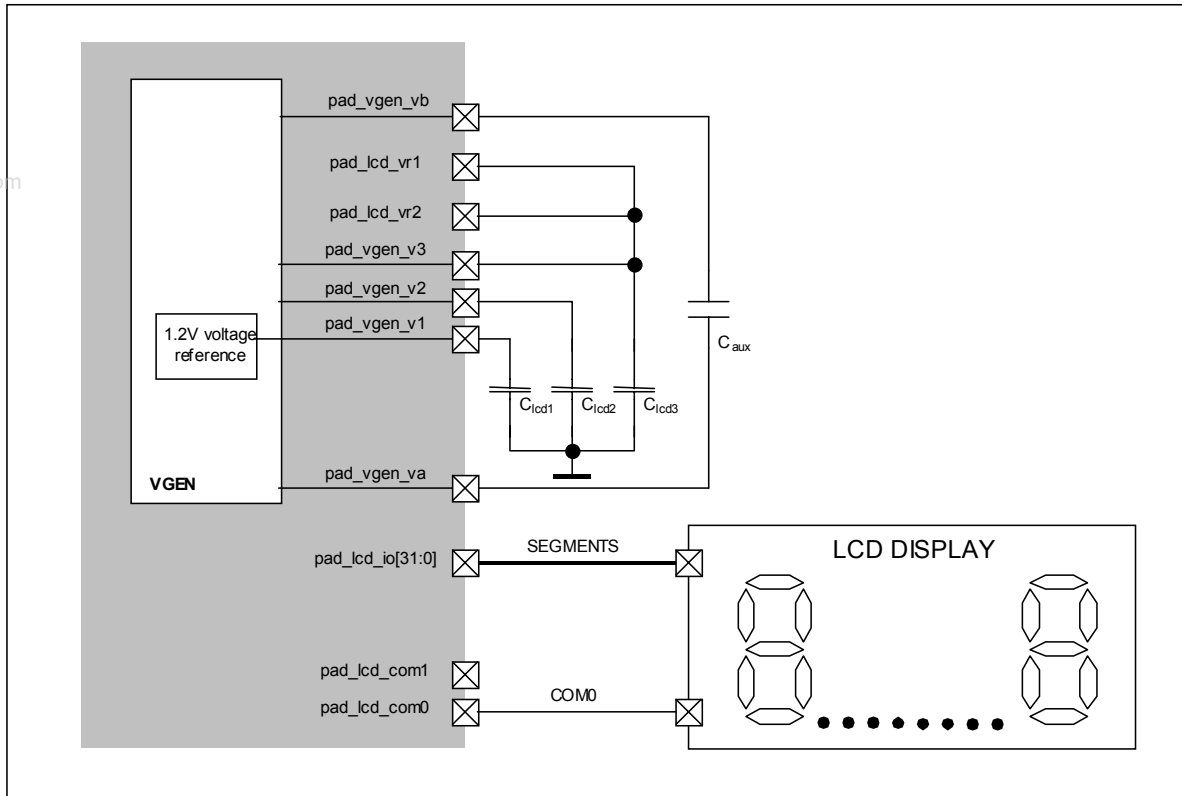 pad_vgen_vb
pad_lcd_vr1
om
pad_lcd_vr2
pad_vgen_v3
pad_vgen_v2
pad_vgen_v1
1.2V voltage
reference
Caux
Clcd1
Clcd2
Clcd3
pad_vgen_va
VGEN
SEGMENTS
LCD DISPLAY
pad_lcd_io[31:0]
pad_lcd_com1
COM0
pad_lcd_com0